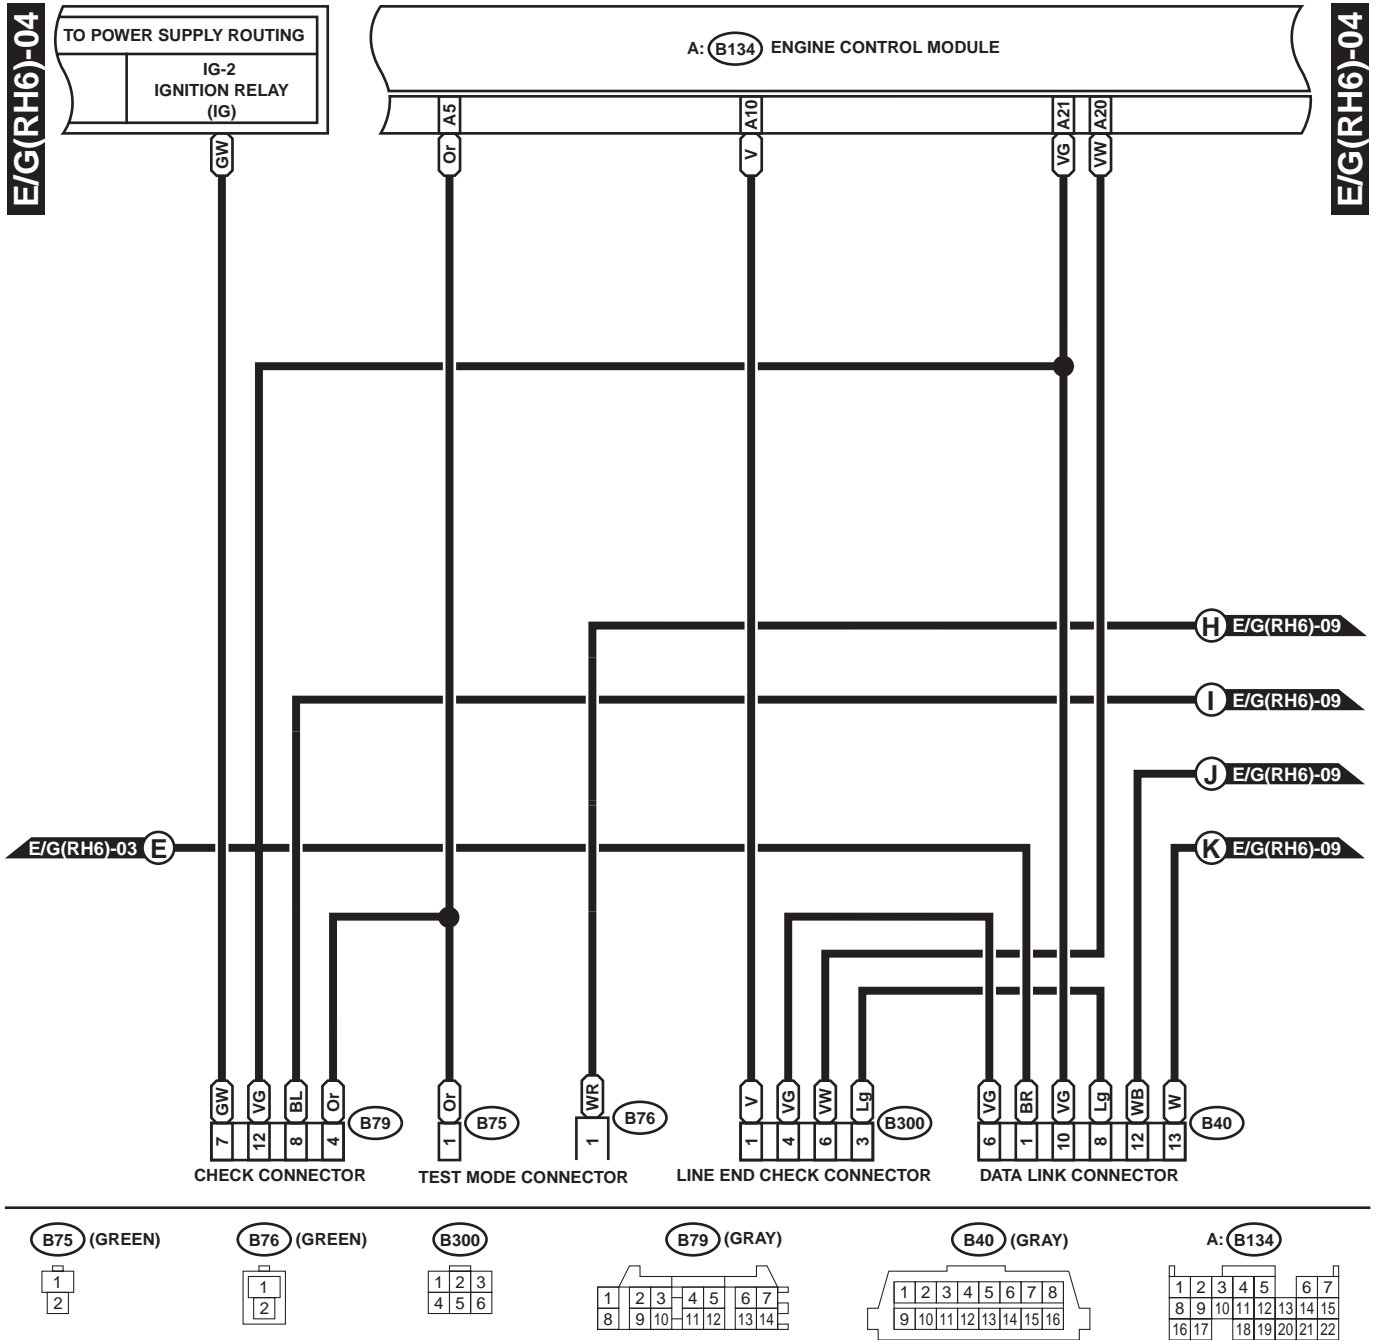 E/G(RH6)-04
TO POWER SUPPLY ROUTING
IG-2
IGNITION RELAY
(IG)
A: B134 ENGINE CONTROL MODULE
E/G(RH6)-04
A5 A10 A21 A20
GW Or V VG VW
H E/G(RH6)-09
I E/G(RH6)-09
J E/G(RH6)-09
E/G(RH6)-03 E
K E/G(RH6)-09
GW VG BL Or Or WR V VG VW Lg VG BR VG Lg WB W
7 12 8 4 B79 1 B75 1 B76 1 4 6 3 B300 6 1 10 8 12 13 B40
CHECK CONNECTOR
TEST MODE CONNECTOR
LINE END CHECK CONNECTOR
DATA LINK CONNECTOR
B75 (GREEN)
1
2
B76 (GREEN)
1
2
B300
1 2 3
4 5 6
B79 (GRAY)
1 2 3 4 5 6 7
8 9 10 11 12 13 14
B40 (GRAY)
1 2 3 4 5 6 7 8
9 10 11 12 13 14 15 16
A: B134
1 2 3 4 5 6 7
8 9 10 11 12 13 14 15
16 17 18 19 20 21 22